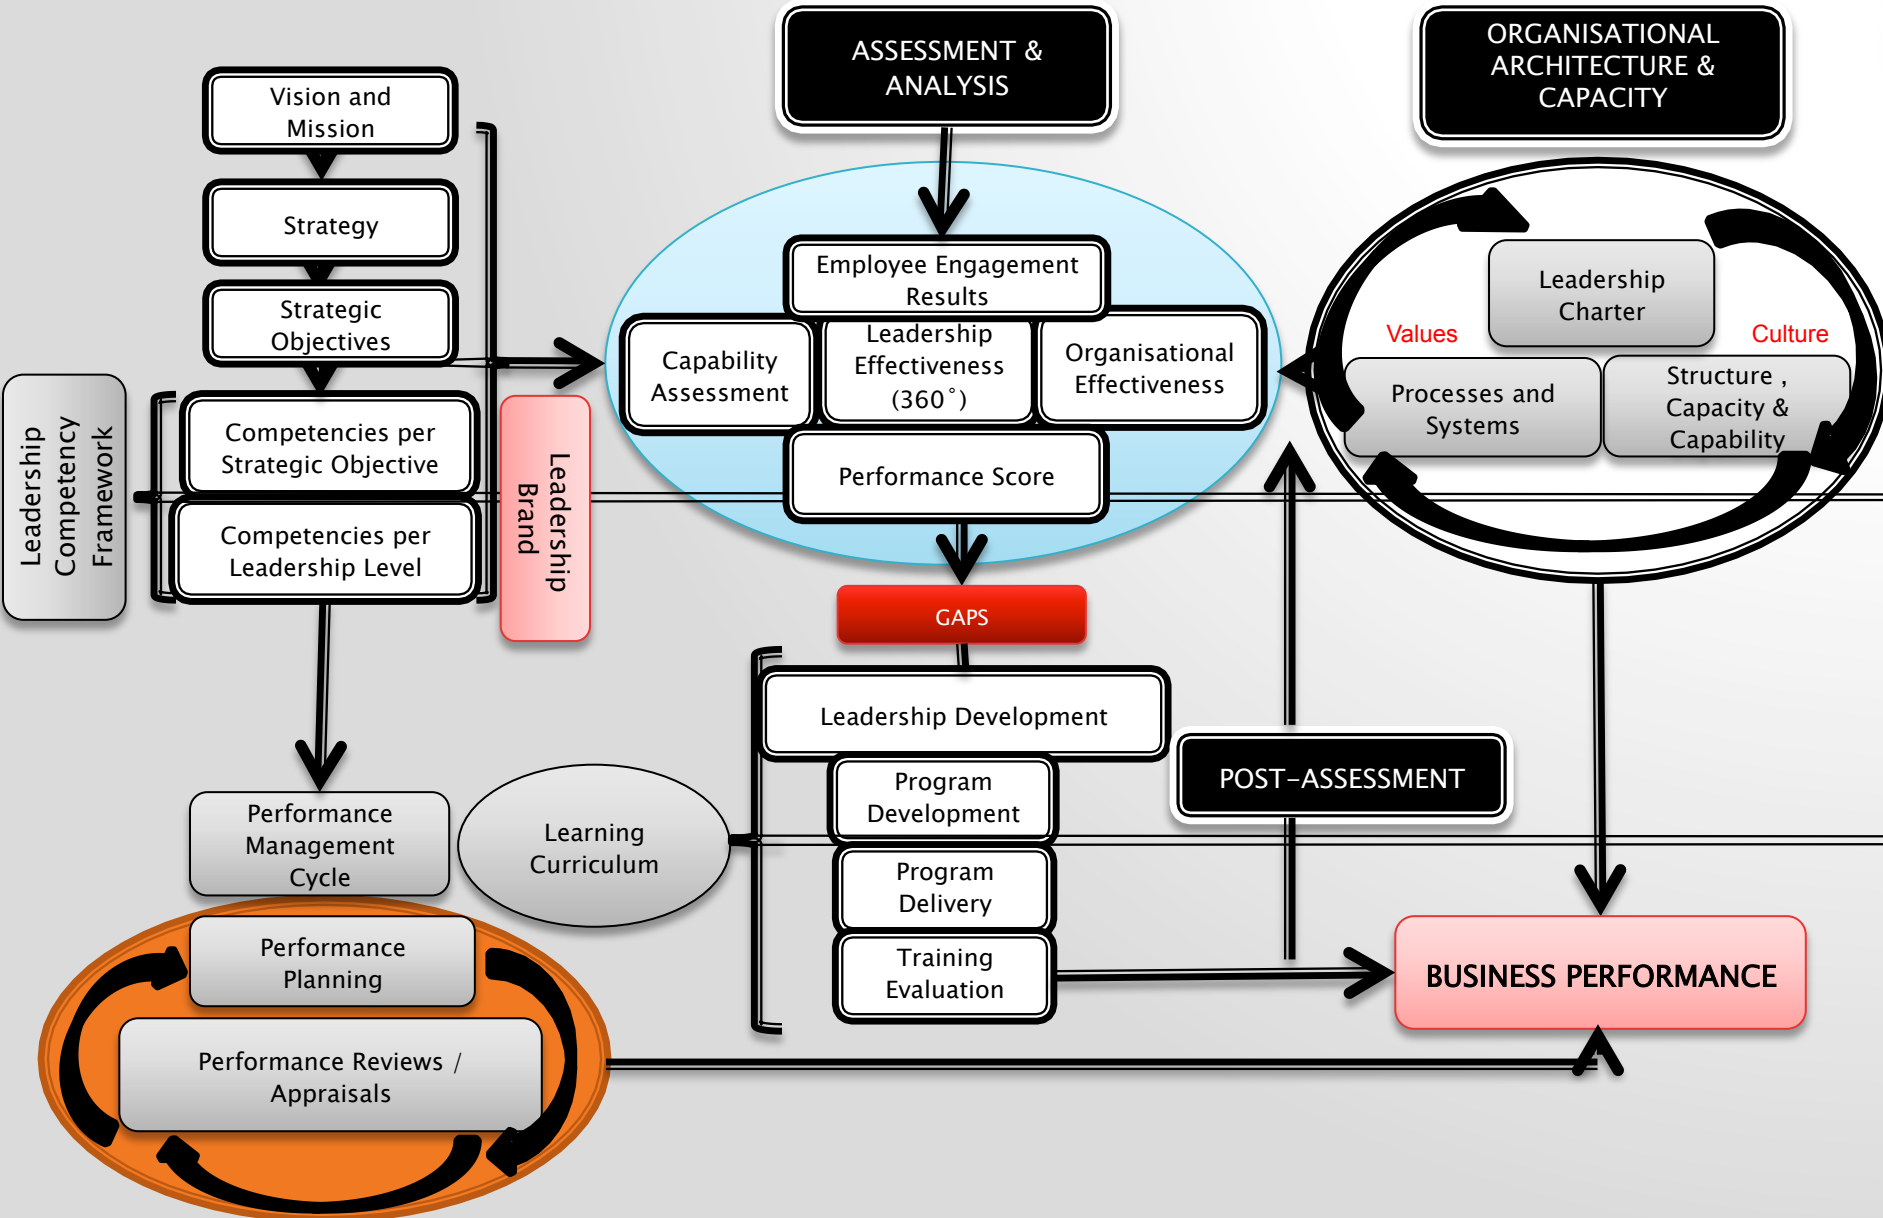 ASSESSMENT &
ANALYSIS
ORGANISATIONAL
ARCHITECTURE &
CAPACITY
Vision and
Mission
Strategy
Strategic
Objectives
Competencies per
Strategic Objective
Competencies per
Leadership Level
Leadership
Competency
Framework
Leadership
Brand
Employee Engagement
Results
Capability
Assessment
Leadership
Effectiveness
(360˚)
Organisational
Effectiveness
Performance Score
Leadership
Charter
Values
Culture
Processes and
Systems
Structure ,
Capacity &
Capability
GAPS
Leadership Development
Program
Development
Program
Delivery
Training
Evaluation
POST-ASSESSMENT
Learning
Curriculum
Performance
Management
Cycle
Performance
Planning
Performance Reviews /
Appraisals
BUSINESS PERFORMANCE